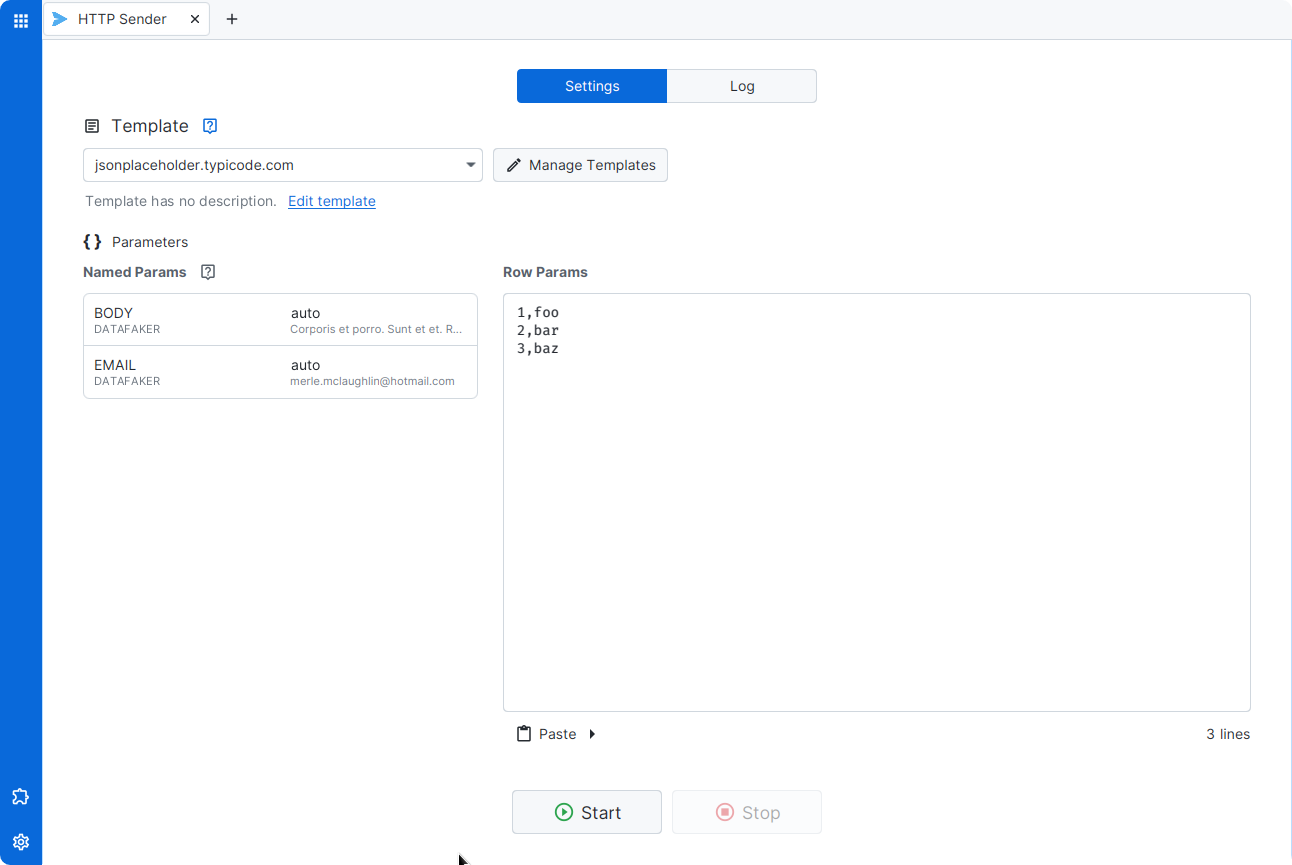 HTTP Sender
Settings
Log
Template
jsonplaceholder.typicode.com
Manage Templates
Template has no description. Edit template
{ } Parameters
Named Params
BODY auto
DATAFAKER Corporis et porro. Sunt et et. R...
EMAIL auto
DATAFAKER merle.mclaughlin@hotmail.com
Row Params
1,foo
2,bar
3,baz
Paste
3 lines
Start
Stop